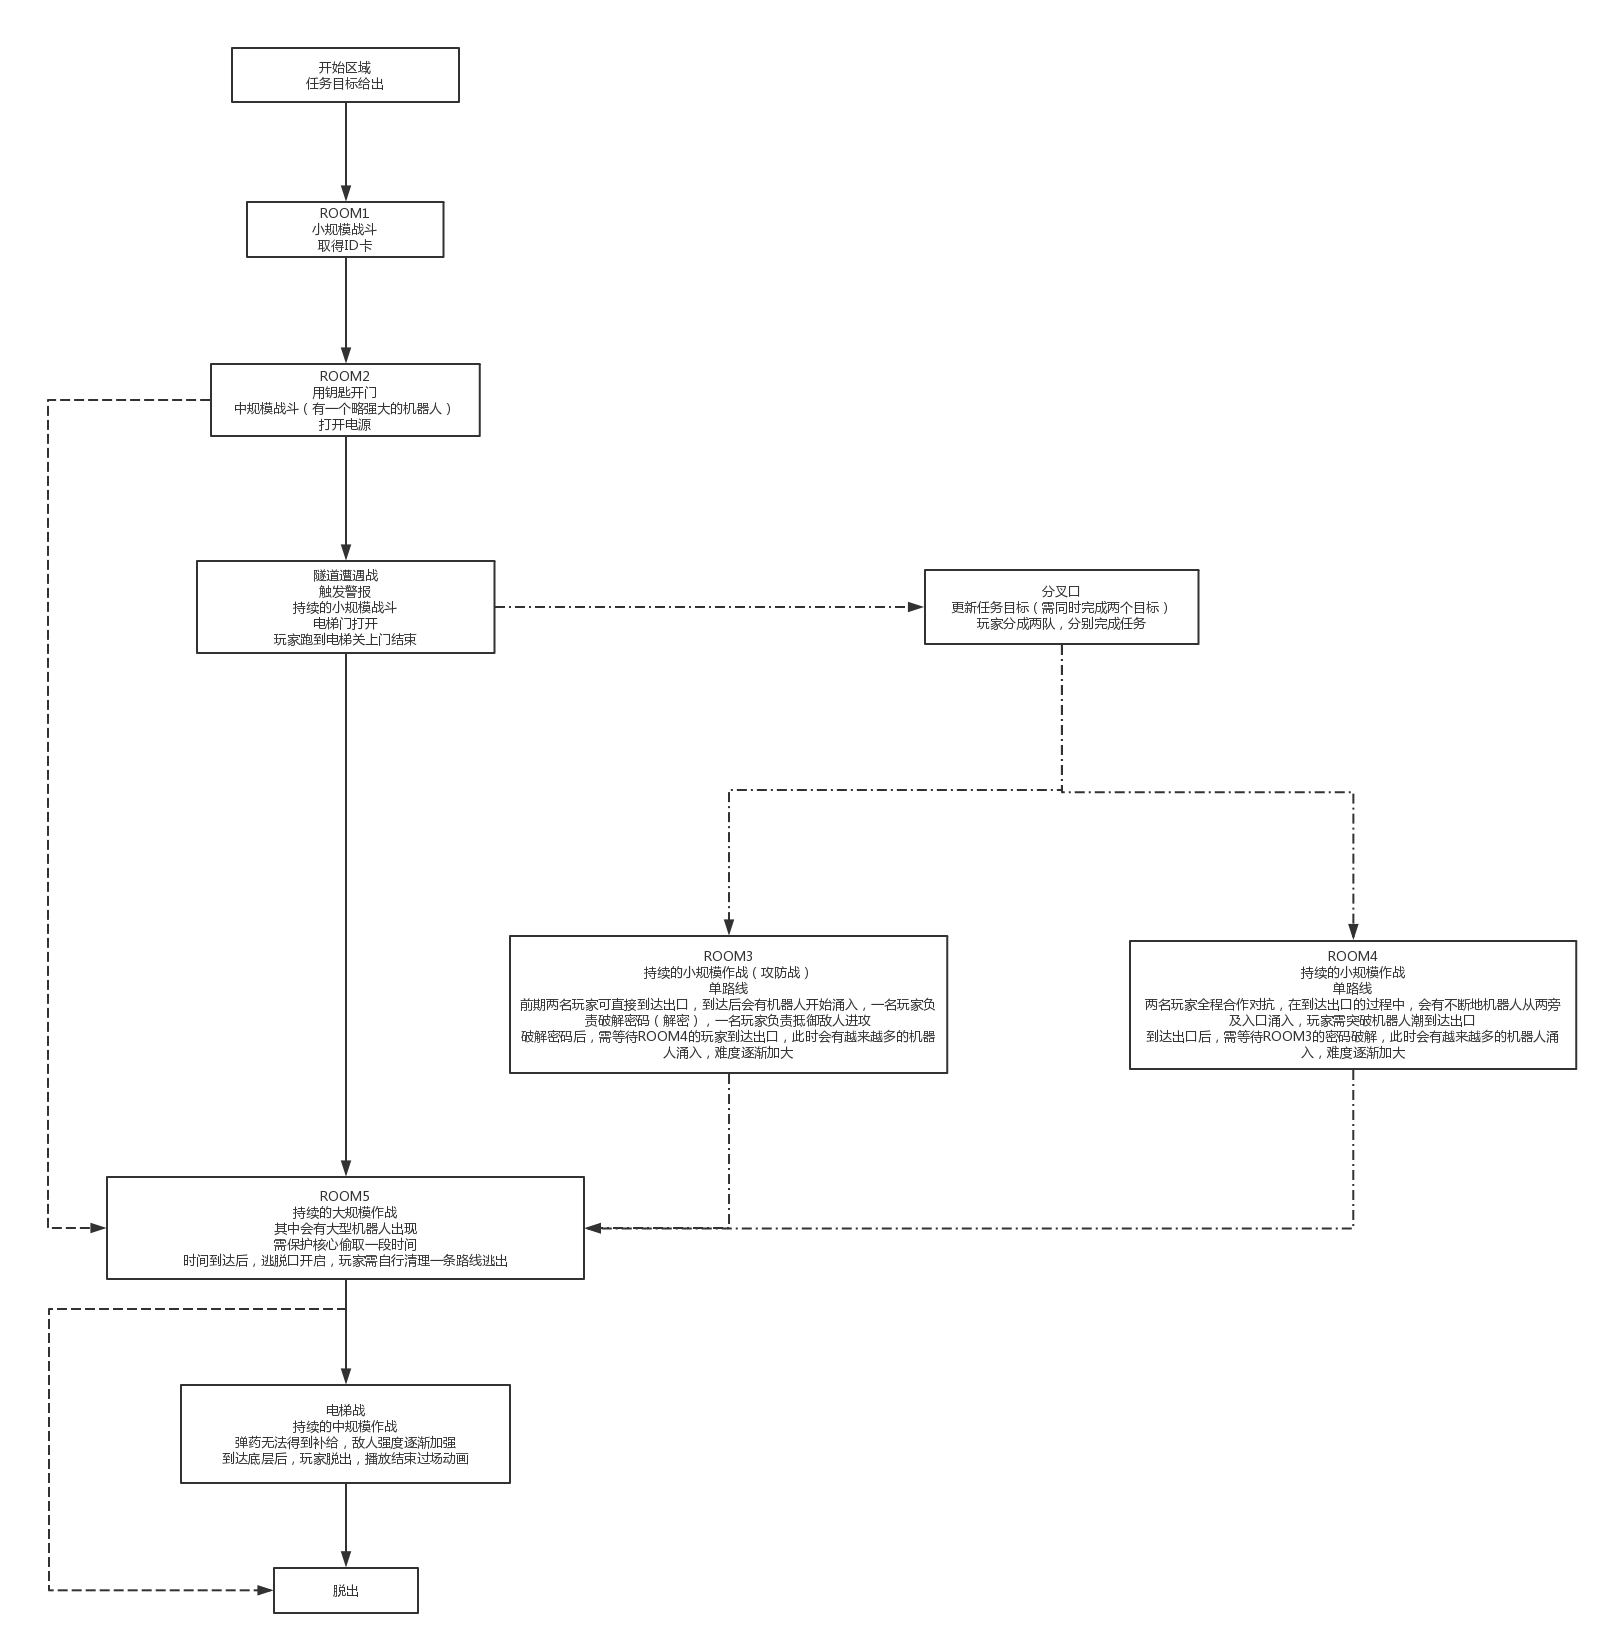 开始区域
任务目标给出
ROOM1
小规模战斗
取得ID卡
ROOM2
用钥匙开门
中规模战斗（有一个略强大的机器人）
打开电源
隧道遭遇战
触发警报
持续的小规模战斗
电梯门打开
玩家跑到电梯关上门结束
分叉口
更新任务目标（需同时完成两个目标）
玩家分成两队，分别完成任务
ROOM3
持续的小规模作战（攻防战）
单路线
前期两名玩家可直接到达出口，到达后会有机器人开始涌入，一名玩家负
责破解密码（解密），一名玩家负责抵御敌人进攻
破解密码后，需等待ROOM4的玩家到达出口，此时会有越来越多的机器
人涌入，难度逐渐加大
ROOM4
持续的小规模作战
单路线
两名玩家全程合作对抗，在到达出口的过程中，会有不断地机器人从两旁
及入口涌入，玩家需突破机器人潮到达出口
到达出口后，需等待ROOM3的密码破解，此时会有越来越多的机器人涌
入，难度逐渐加大
ROOM5
持续的大规模作战
其中会有大型机器人出现
需保护核心偷取一段时间
时间到达后，逃脱口开启，玩家需自行清理一条路线逃出
电梯战
持续的中规模作战
弹药无法得到补给，敌人强度逐渐加强
到达底层后，玩家脱出，播放结束过场动画
脱出